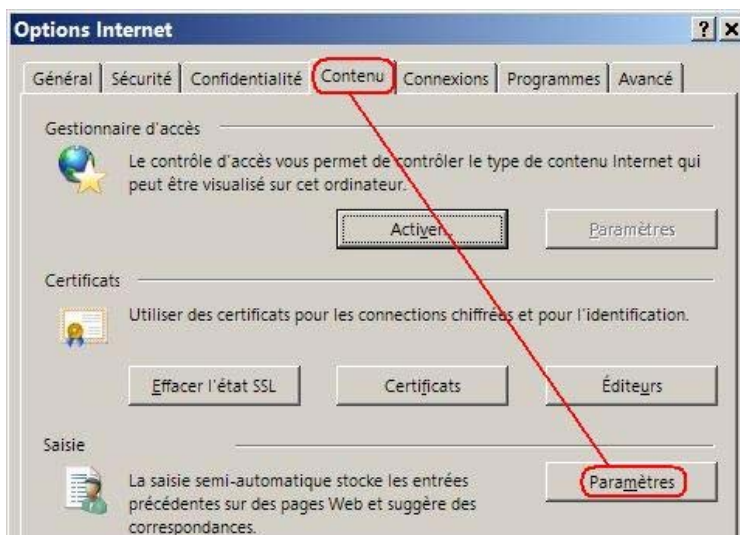 Options Internet
? x
Général Sécurité Confidentialité Contenu Connexions Programmes Avancé
Gestionnaire d'accès
Le contrôle d'accès vous permet de contrôler le type de contenu Internet qui
peut être visualisé sur cet ordinateur.
Activer... Paramètres
Certificats
Utiliser des certificats pour les connections chiffrées et pour l'identification.
Effacer l'état SSL Certificats Éditeurs
Saisie
La saisie semi-automatique stocke les entrées
précédentes sur des pages Web et suggère des
correspondances.
Paramètres